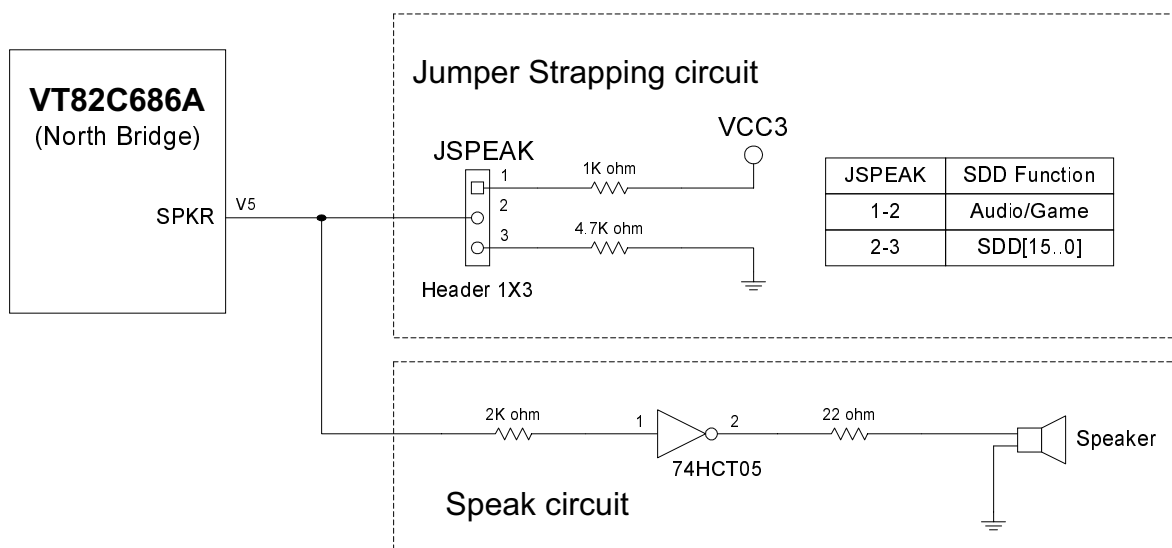 VT82C686A
(North Bridge)
SPKR
V5
Jumper Strapping circuit
JSPEAK
1
2
3
Header 1X3
1K ohm
4.7K ohm
VCC3
JSPEAK SDD Function
1-2 Audio/Game
2-3 SDD[15..0]
2K ohm
1
2
74HCT05
22 ohm
Speaker
Speak circuit